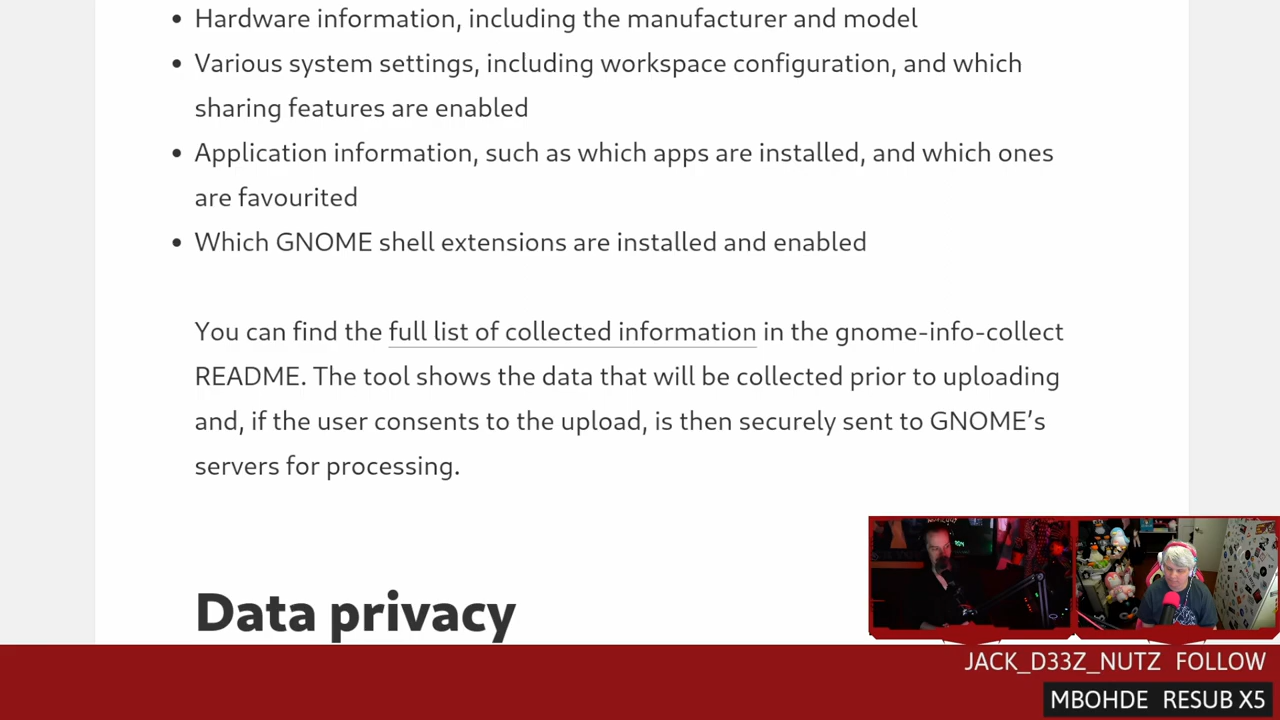 • Hardware information, including the manufacturer and model
• Various system settings, including workspace configuration, and which
sharing features are enabled
• Application information, such as which apps are installed, and which ones
are favourited
• Which GNOME shell extensions are installed and enabled
You can find the full list of collected information in the gnome-info-collect
README. The tool shows the data that will be collected prior to uploading
and, if the user consents to the upload, is then securely sent to GNOME’s
servers for processing.
Data privacy
JACK_D33Z_NUTZ FOLLOW
MBOHDE RESUB X5